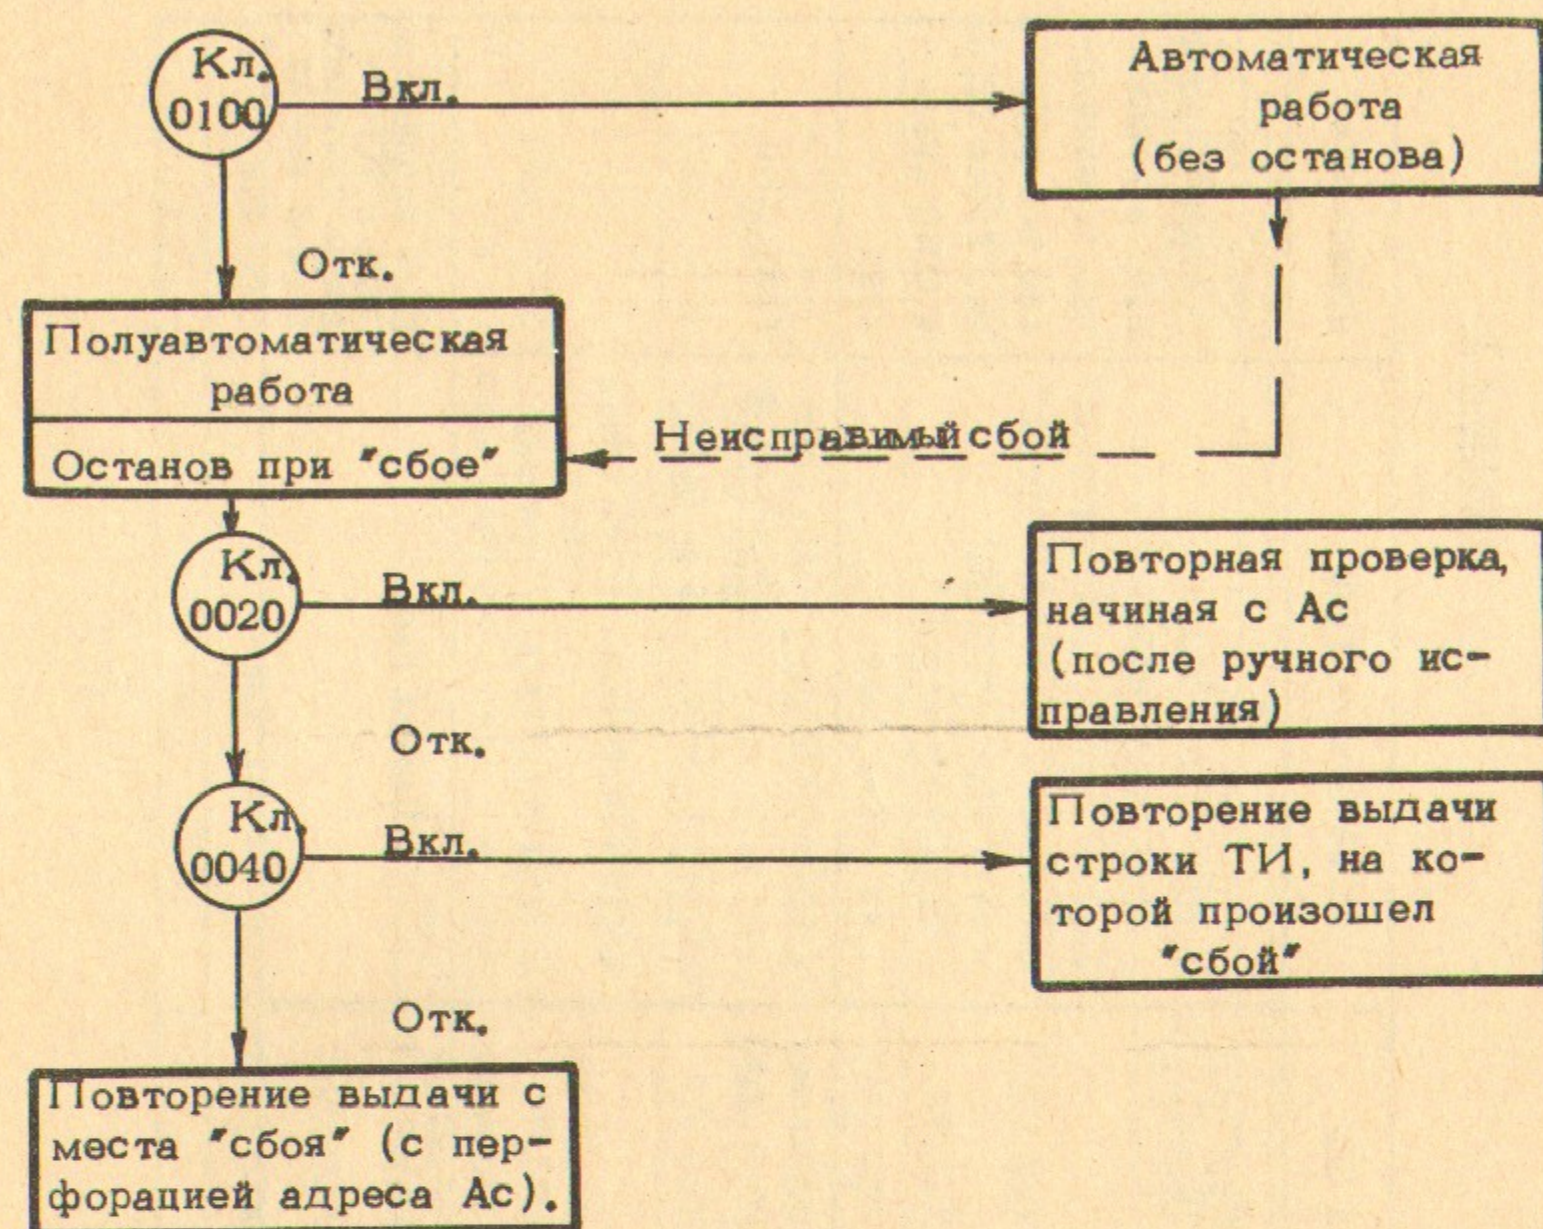 Кл.
0100
Вкл.
Автоматическая
работа
(без останова)
Отк.
Полуавтоматическая
работа
Останов при "сбое"
Неисправимый сбой
Кл.
0020
Вкл.
Повторная проверка,
начиная с Ас
(после ручного ис-
правления)
Отк.
Кл.
0040
Вкл.
Повторение выдачи
строки ТИ, на ко-
торой произошел
"сбой"
Отк.
Повторение выдачи с
места "сбоя" (с пер-
форацией адреса Ас).